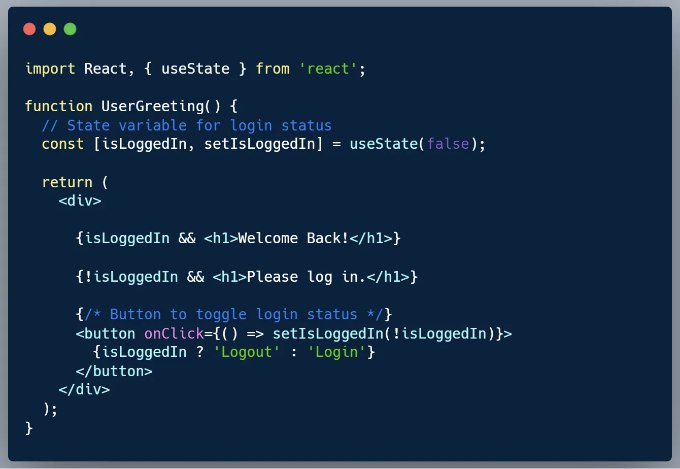 import React, { useState } from 'react';
function UserGreeting() {
// State variable for login status
const [isLoggedIn, setIsLoggedIn] = useState(false);
return (
<div>
{isLoggedIn && <h1>Welcome Back!</h1>}
{!isLoggedIn && <h1>Please log in.</h1>}
{/* Button to toggle login status */}
<button onClick={() => setIsLoggedIn(!isLoggedIn)}>
{isLoggedIn ? 'Logout' : 'Login'}
</button>
</div>
);
}